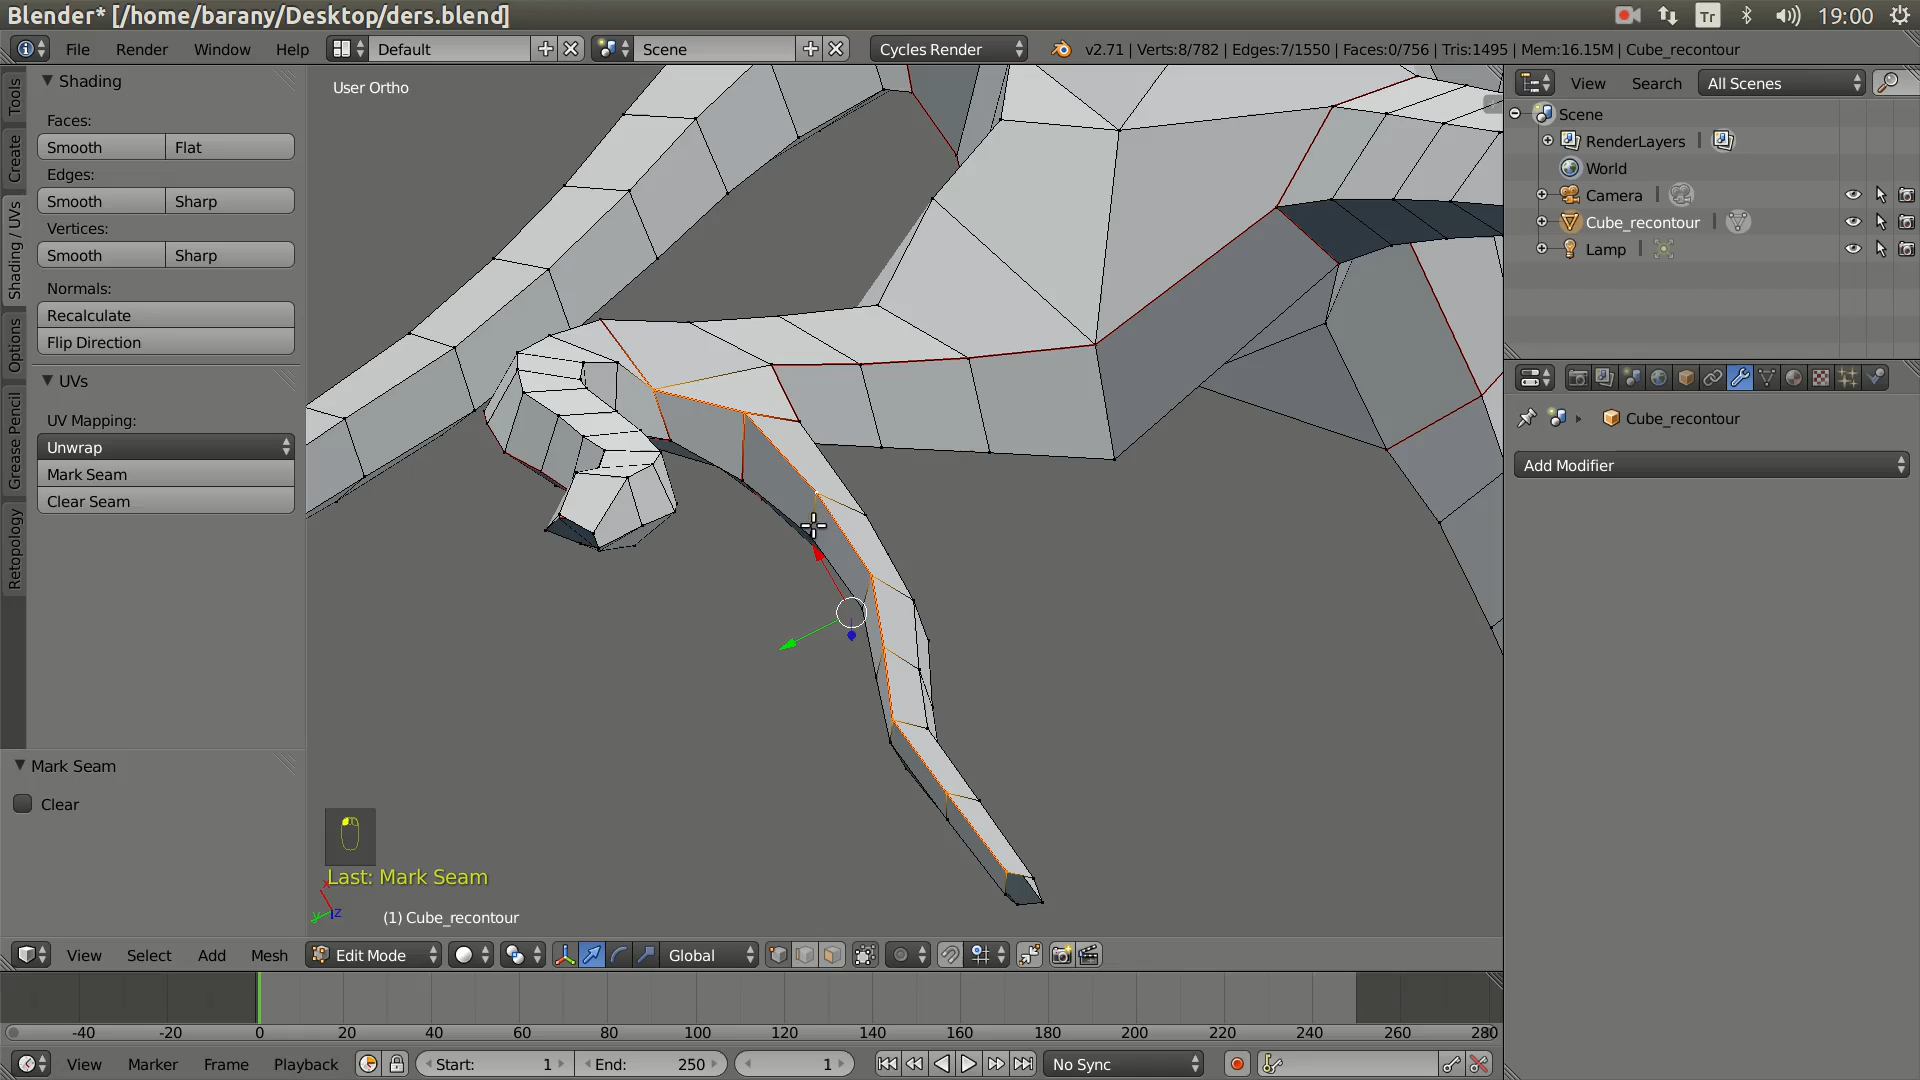 Blender* [/home/barany/Desktop/ders.blend]
Tr
19:00
File Render Window Help
Default
Scene
Cycles Render
v2.71 | Verts:8/782 | Edges:7/1550 | Faces:0/756 | Tris:1495 | Mem:16.15M | Cube_recontour
Tools
Create
Shading / UVs
Options
Grease Pencil
Retopology
Shading
Faces:
Smooth Flat
Edges:
Smooth Sharp
Vertices:
Smooth Sharp
Normals:
Recalculate
Flip Direction
UVs
UV Mapping:
Unwrap
Mark Seam
Clear Seam
Mark Seam
Clear
User Ortho
Last: Mark Seam
x
y
z
(1) Cube_recontour
View Search All Scenes
Scene
RenderLayers
World
Camera
Cube_recontour
Lamp
Cube_recontour
Add Modifier
View Select Add Mesh Edit Mode Global
-40 -20 0 20 40 60 80 100 120 140 160 180 200 220 240 260 280
View Marker Frame Playback Start: 1 End: 250 1 No Sync